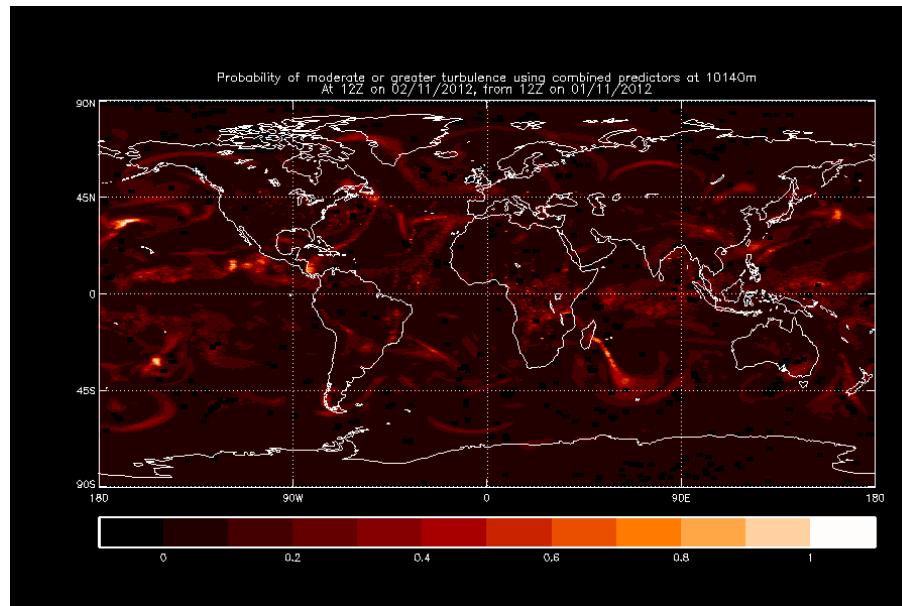 Probability of moderate or greater turbulence using combined predictors at 10140m
At 12Z on 02/11/2012, from 12Z on 01/11/2012
90N
45N
0
45S
90S
180 90W 0 90E 180
0 0.2 0.4 0.6 0.8 1